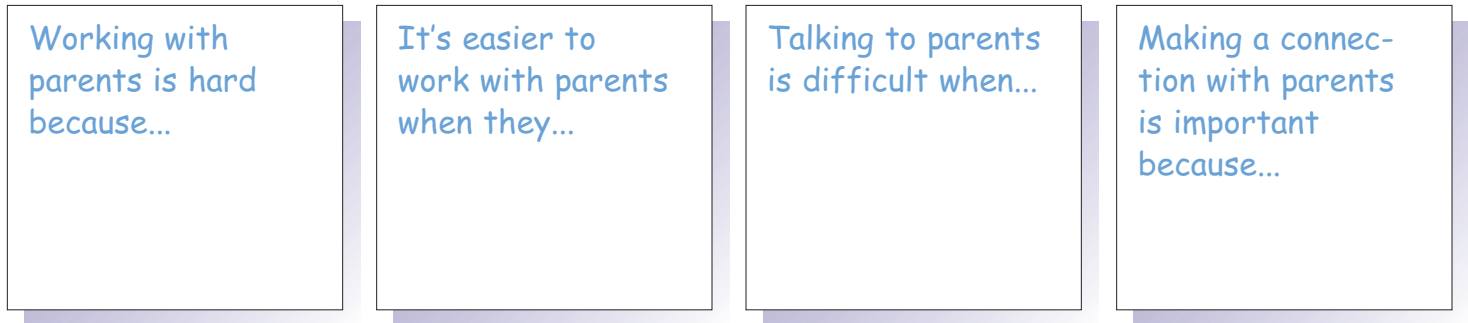 Working with
parents is hard
because...
It's easier to
work with parents
when they...
Talking to parents
is difficult when...
Making a connec-
tion with parents
is important
because...